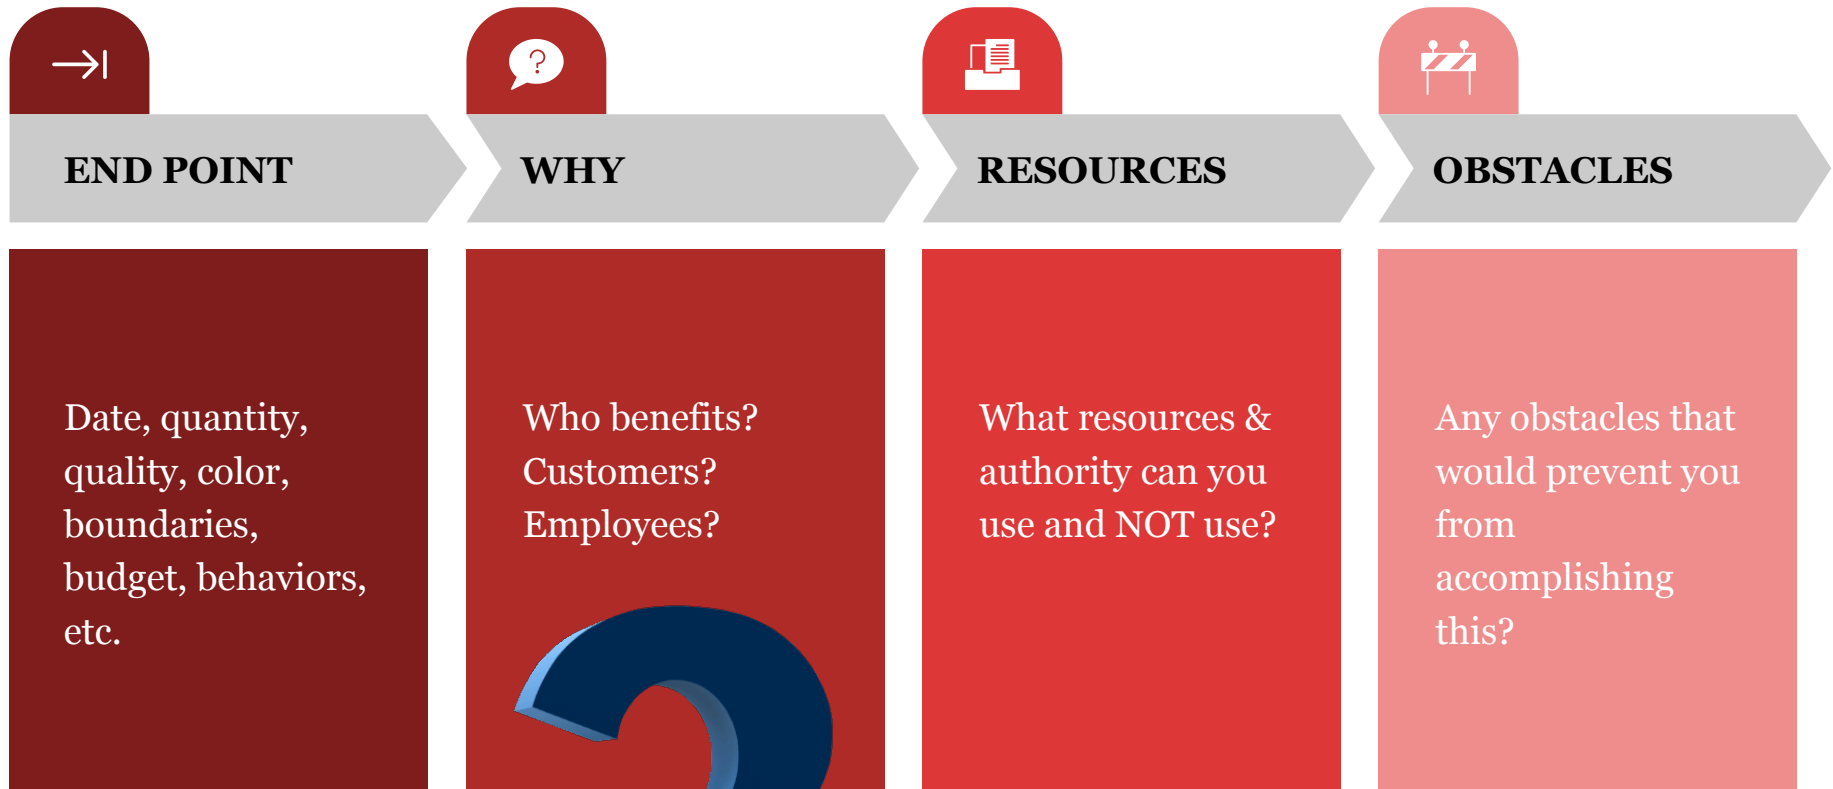 ?
END POINT
WHY
RESOURCES
OBSTACLES
Date, quantity,
quality, color,
boundaries,
budget, behaviors,
etc.
Who benefits?
Customers?
Employees?
What resources &
authority can you
use and NOT use?
Any obstacles that
would prevent you
from
accomplishing
this?